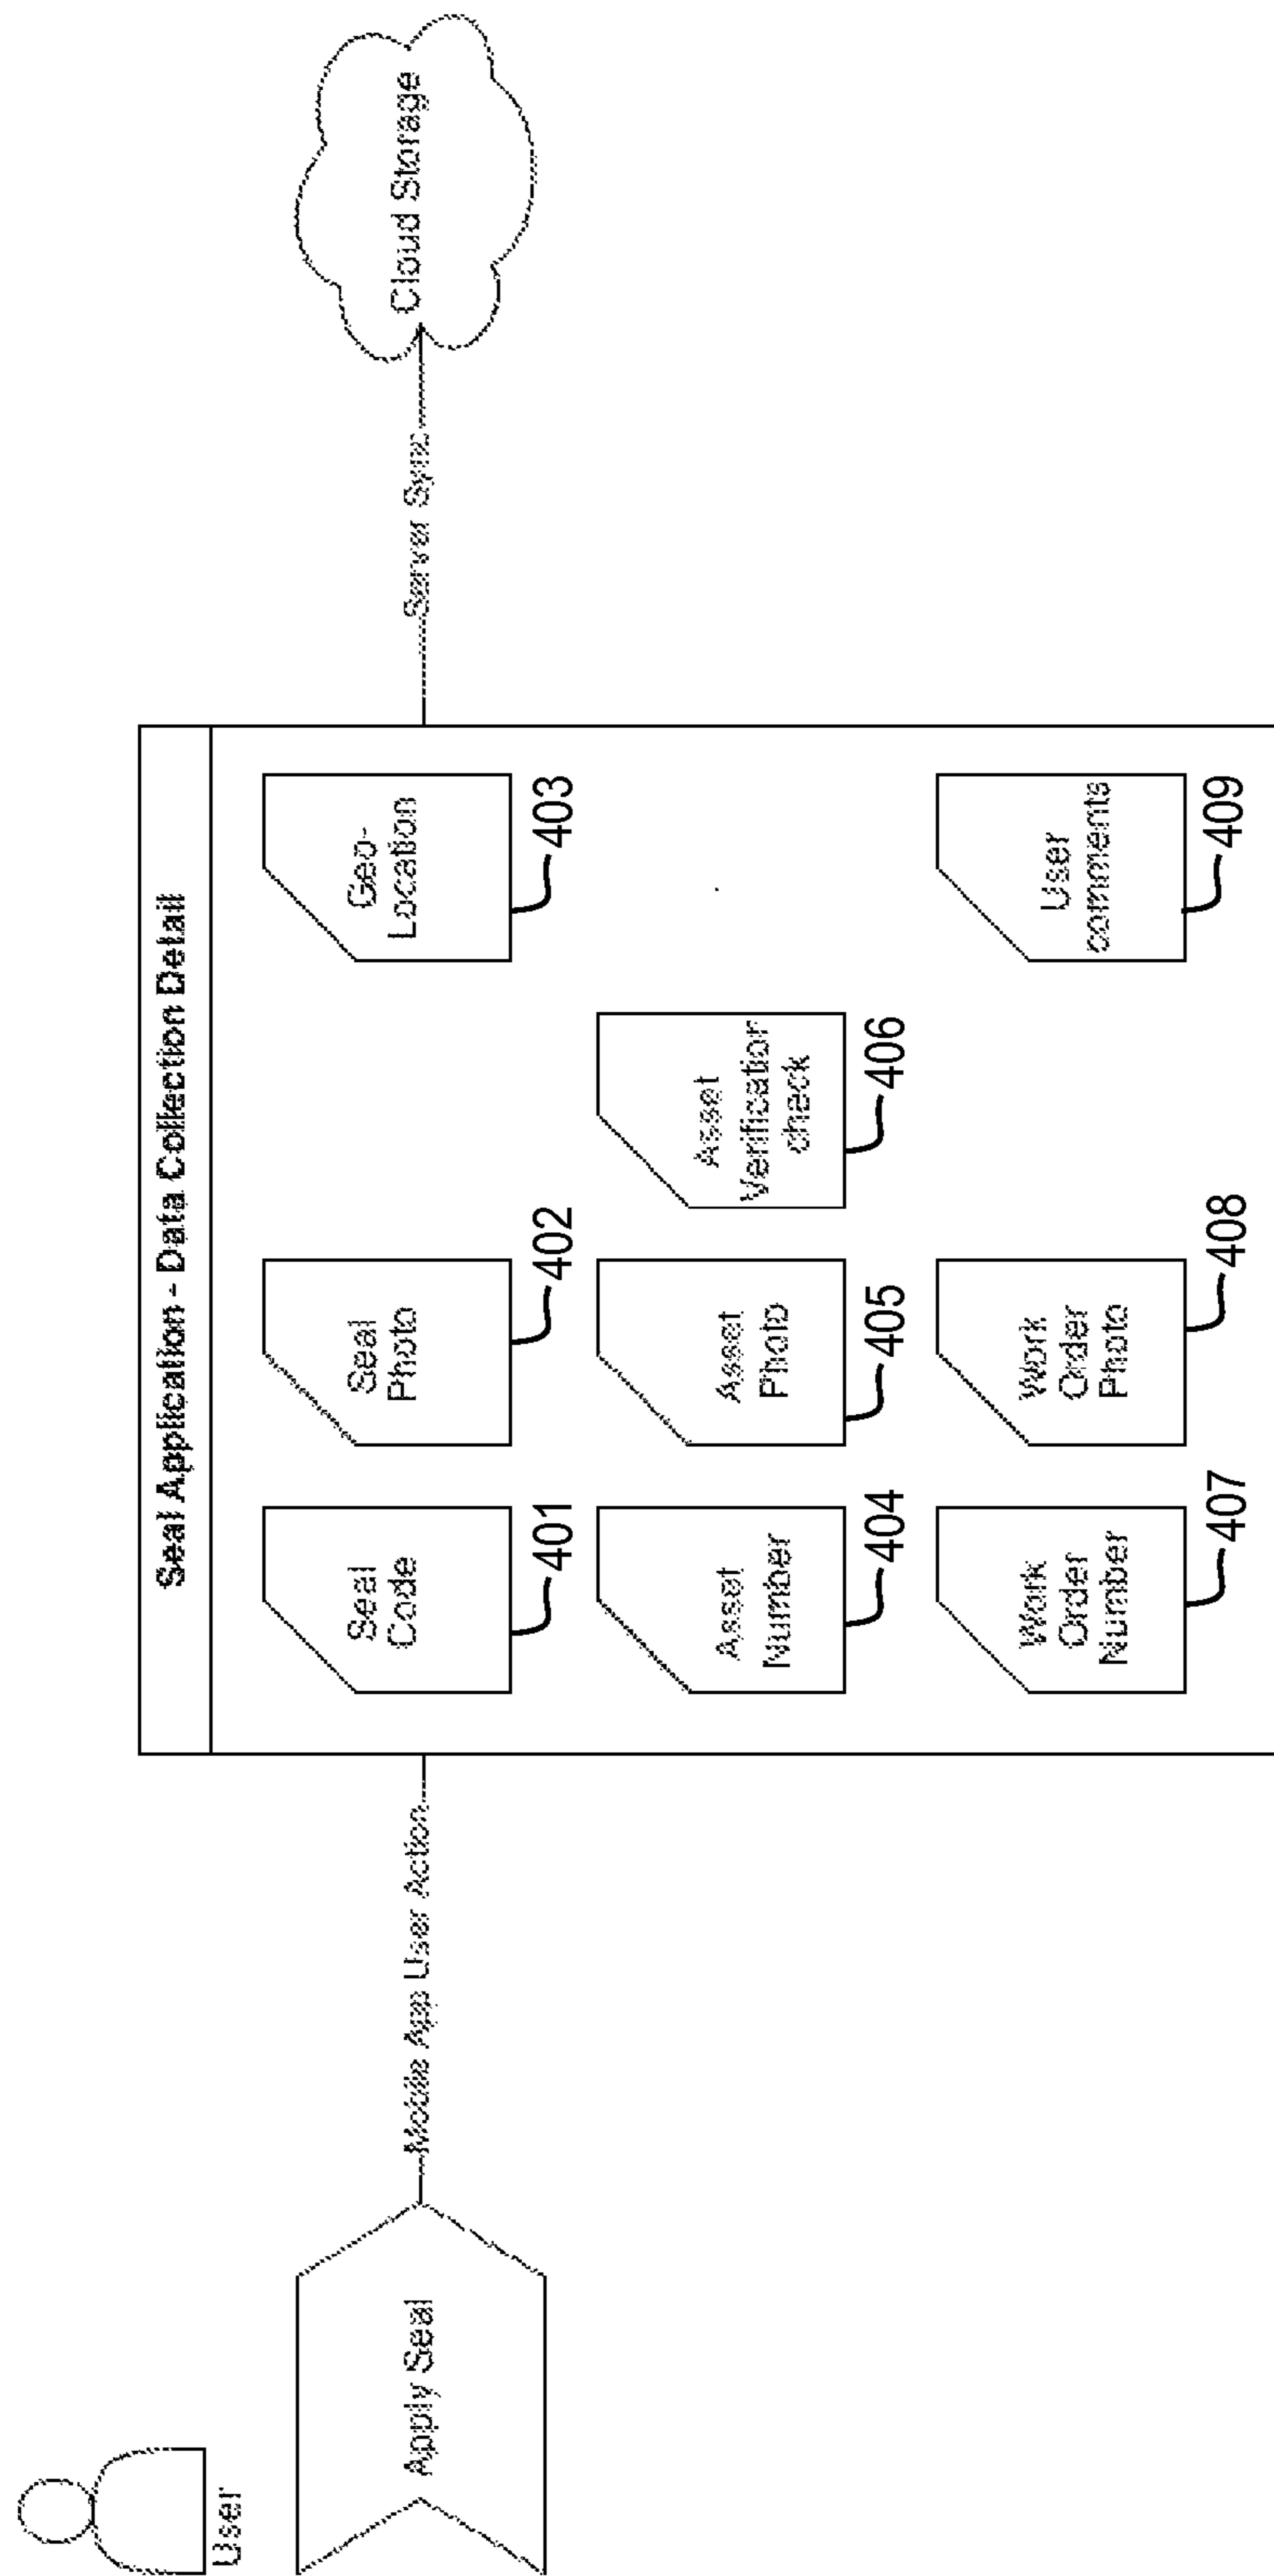 User
Apply Seal
Mobile App User Action
Seal Application - Data Collection Detail
Seal
Code
401
Seal
Photo
402
Geo-
Location
403
Asset
Number
404
Asset
Photo
405
Asset
Verification
check
406
Work
Order
Number
407
Work
Order
Photo
408
User
comments
409
Server Sync
Cloud Storage